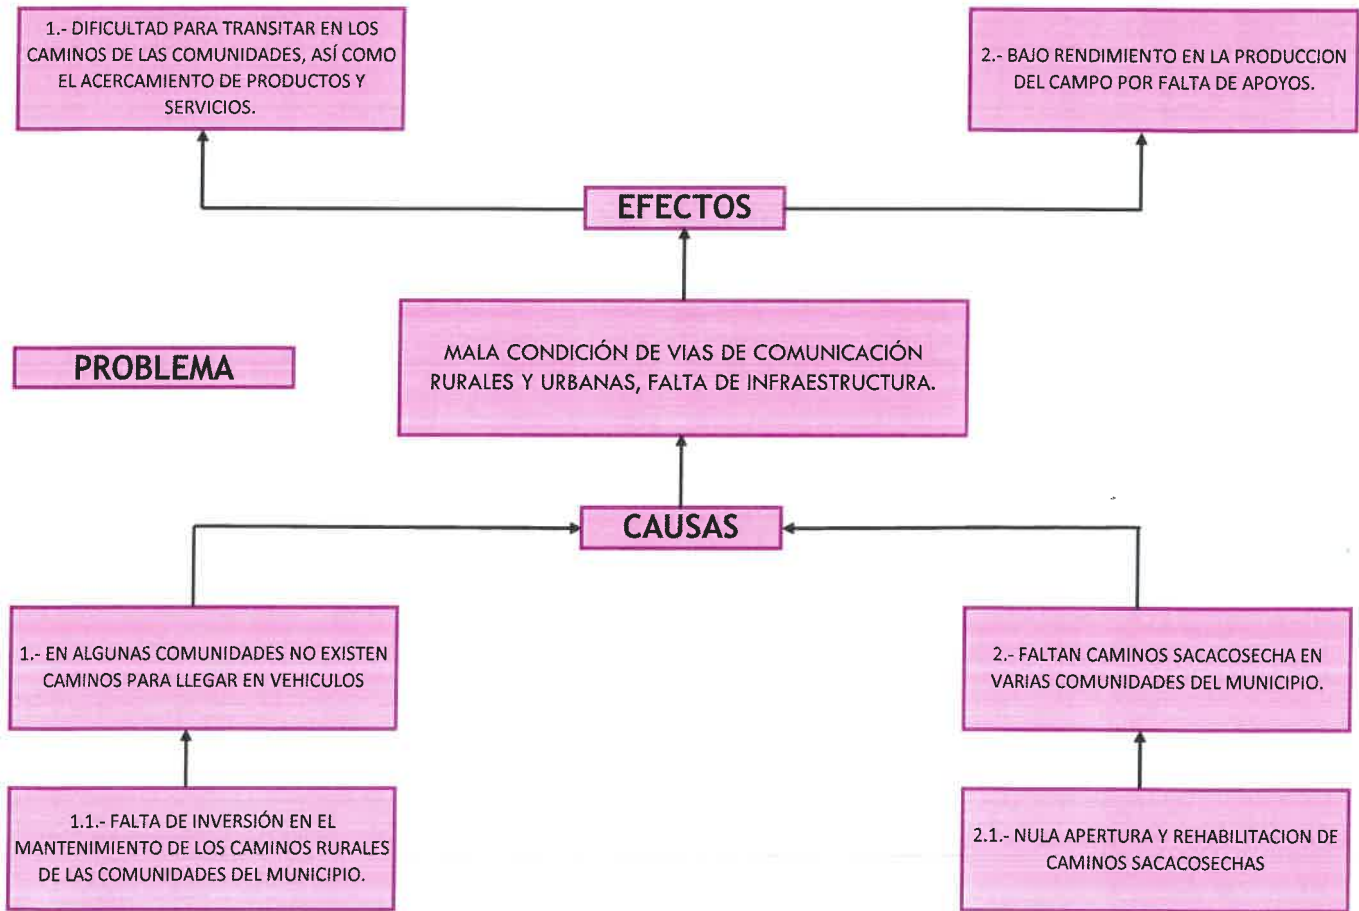 1.- DIFICULTAD PARA TRANSITAR EN LOS
CAMINOS DE LAS COMUNIDADES, ASÍ COMO
EL ACERCAMIENTO DE PRODUCTOS Y
SERVICIOS.
2.- BAJO RENDIMIENTO EN LA PRODUCCION
DEL CAMPO POR FALTA DE APOYOS.
EFECTOS
PROBLEMA
MALA CONDICIÓN DE VIAS DE COMUNICACIÓN
RURALES Y URBANAS, FALTA DE INFRAESTRUCTURA.
CAUSAS
1.- EN ALGUNAS COMUNIDADES NO EXISTEN
CAMINOS PARA LLEGAR EN VEHICULOS
2.- FALTAN CAMINOS SACACOSECHA EN
VARIAS COMUNIDADES DEL MUNICIPIO.
1.1.- FALTA DE INVERSIÓN EN EL
MANTENIMIENTO DE LOS CAMINOS RURALES
DE LAS COMUNIDADES DEL MUNICIPIO.
2.1.- NULA APERTURA Y REHABILITACION DE
CAMINOS SACACOSECHAS